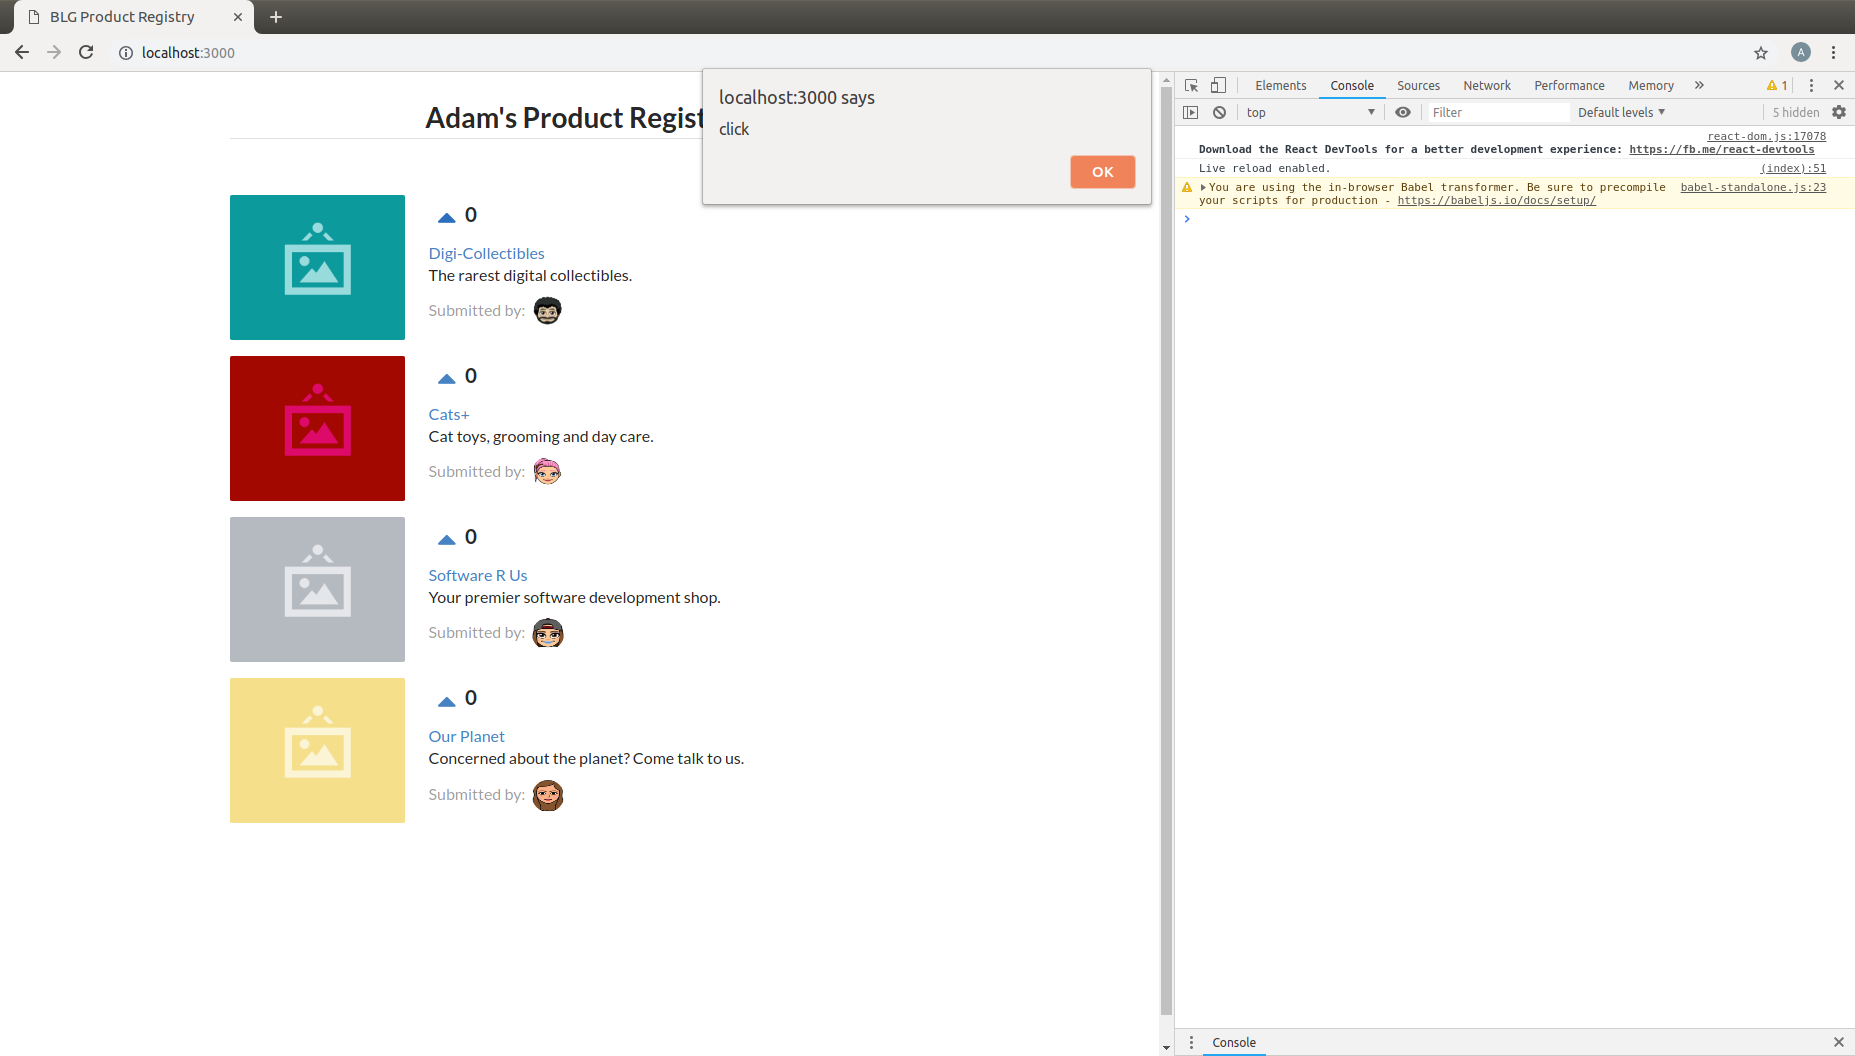 BLG Product Registry
localhost:3000
A
localhost:3000 says
click
OK
Adam's Product Regist
0
Digi-Collectibles
The rarest digital collectibles.
Submitted by:
0
Cats+
Cat toys, grooming and day care.
Submitted by:
0
Software R Us
Your premier software development shop.
Submitted by:
0
Our Planet
Concerned about the planet? Come talk to us.
Submitted by:
Elements Console Sources Network Performance Memory 1
top Filter Default levels 5 hidden
react-dom.js:17078
Download the React DevTools for a better development experience: https://fb.me/react-devtools
Live reload enabled. (index):51
You are using the in-browser Babel transformer. Be sure to precompile babel-standalone.js:23
your scripts for production - https://babeljs.io/docs/setup/
Console